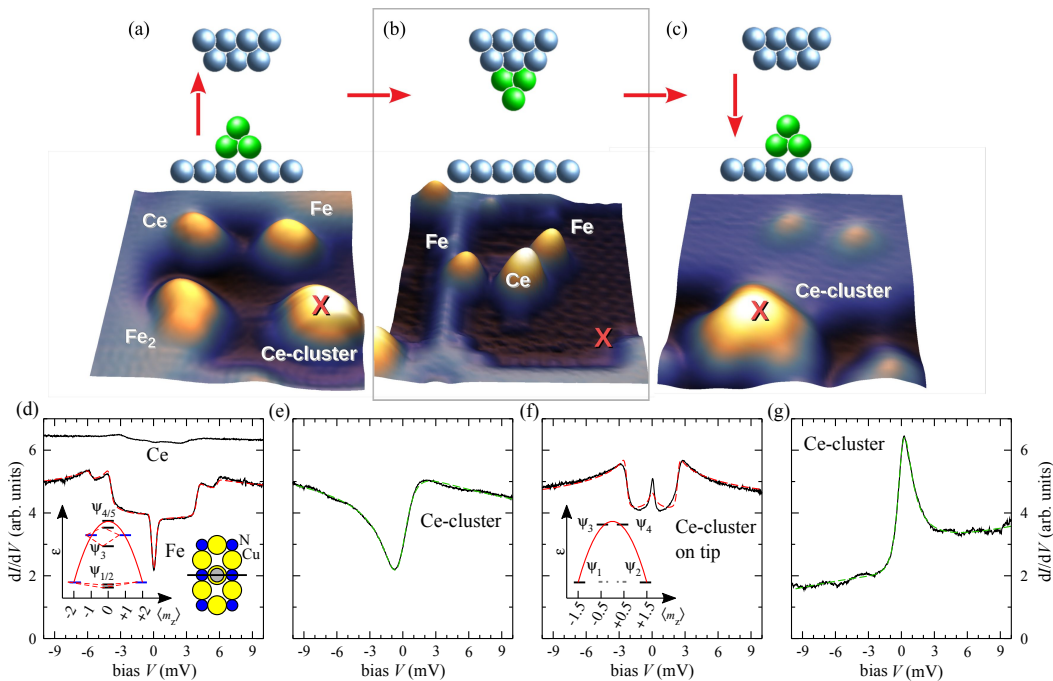 (a)
(b)
(c)
Ce
Fe
Fe₂
X
Ce-cluster
Fe
Fe
Ce
X
Ce-cluster
X
(d)
(e)
(f)
(g)
dI/dV (arb. units)
6
4
2
0
Ce
Fe
ε
ψ4/5
ψ3
ψ1/2
-2 -1 0 +1 +2 ⟨mz⟩
N
Cu
-9 -6 -3 0 3 6 9
bias V (mV)
Ce-cluster
-9 -6 -3 0 3 6 9
bias V (mV)
Ce-cluster
on tip
ε
ψ3 ψ4
ψ1 ψ2
-1.5 -0.5 +0.5 +1.5 ⟨mz⟩
-9 -6 -3 0 3 6 9
bias V (mV)
Ce-cluster
6
4
2
0
dI/dV (arb. units)
-9 -6 -3 0 3 6 9
bias V (mV)